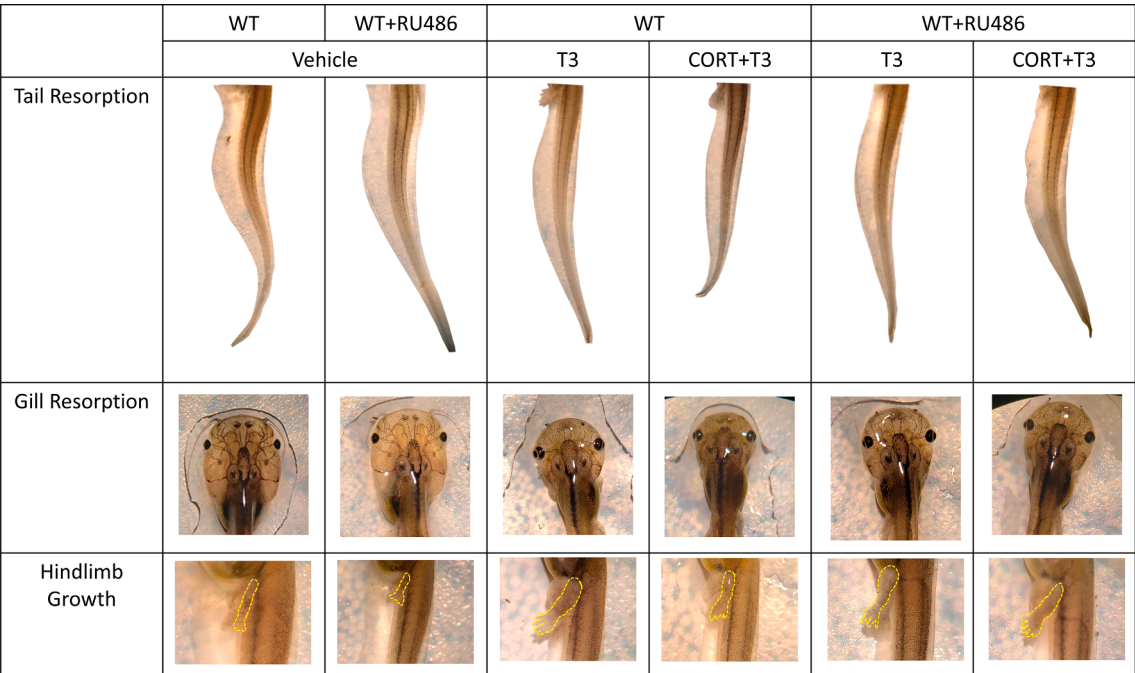 WT WT+RU486 WT WT+RU486
Vehicle T3 CORT+T3 T3 CORT+T3
Tail Resorption
Gill Resorption
Hindlimb
Growth